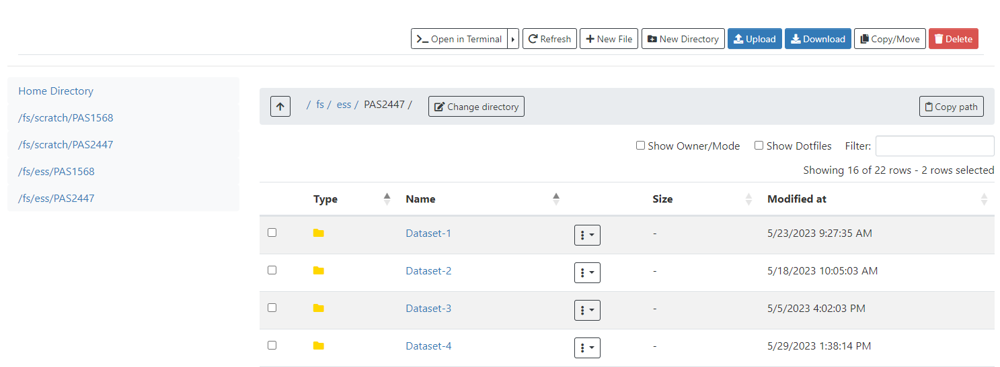 Open in Terminal Refresh New File New Directory Upload Download Copy/Move Delete
Home Directory
/fs/scratch/PAS1568
/fs/scratch/PAS2447
/fs/ess/PAS1568
/fs/ess/PAS2447
/ fs / ess / PAS2447 / Change directory Copy path
Show Owner/Mode Show Dotfiles Filter:
Showing 16 of 22 rows - 2 rows selected
Type Name Size Modified at
Dataset-1 - 5/23/2023 9:27:35 AM
Dataset-2 - 5/18/2023 10:05:03 AM
Dataset-3 - 5/5/2023 4:02:03 PM
Dataset-4 - 5/29/2023 1:38:14 PM